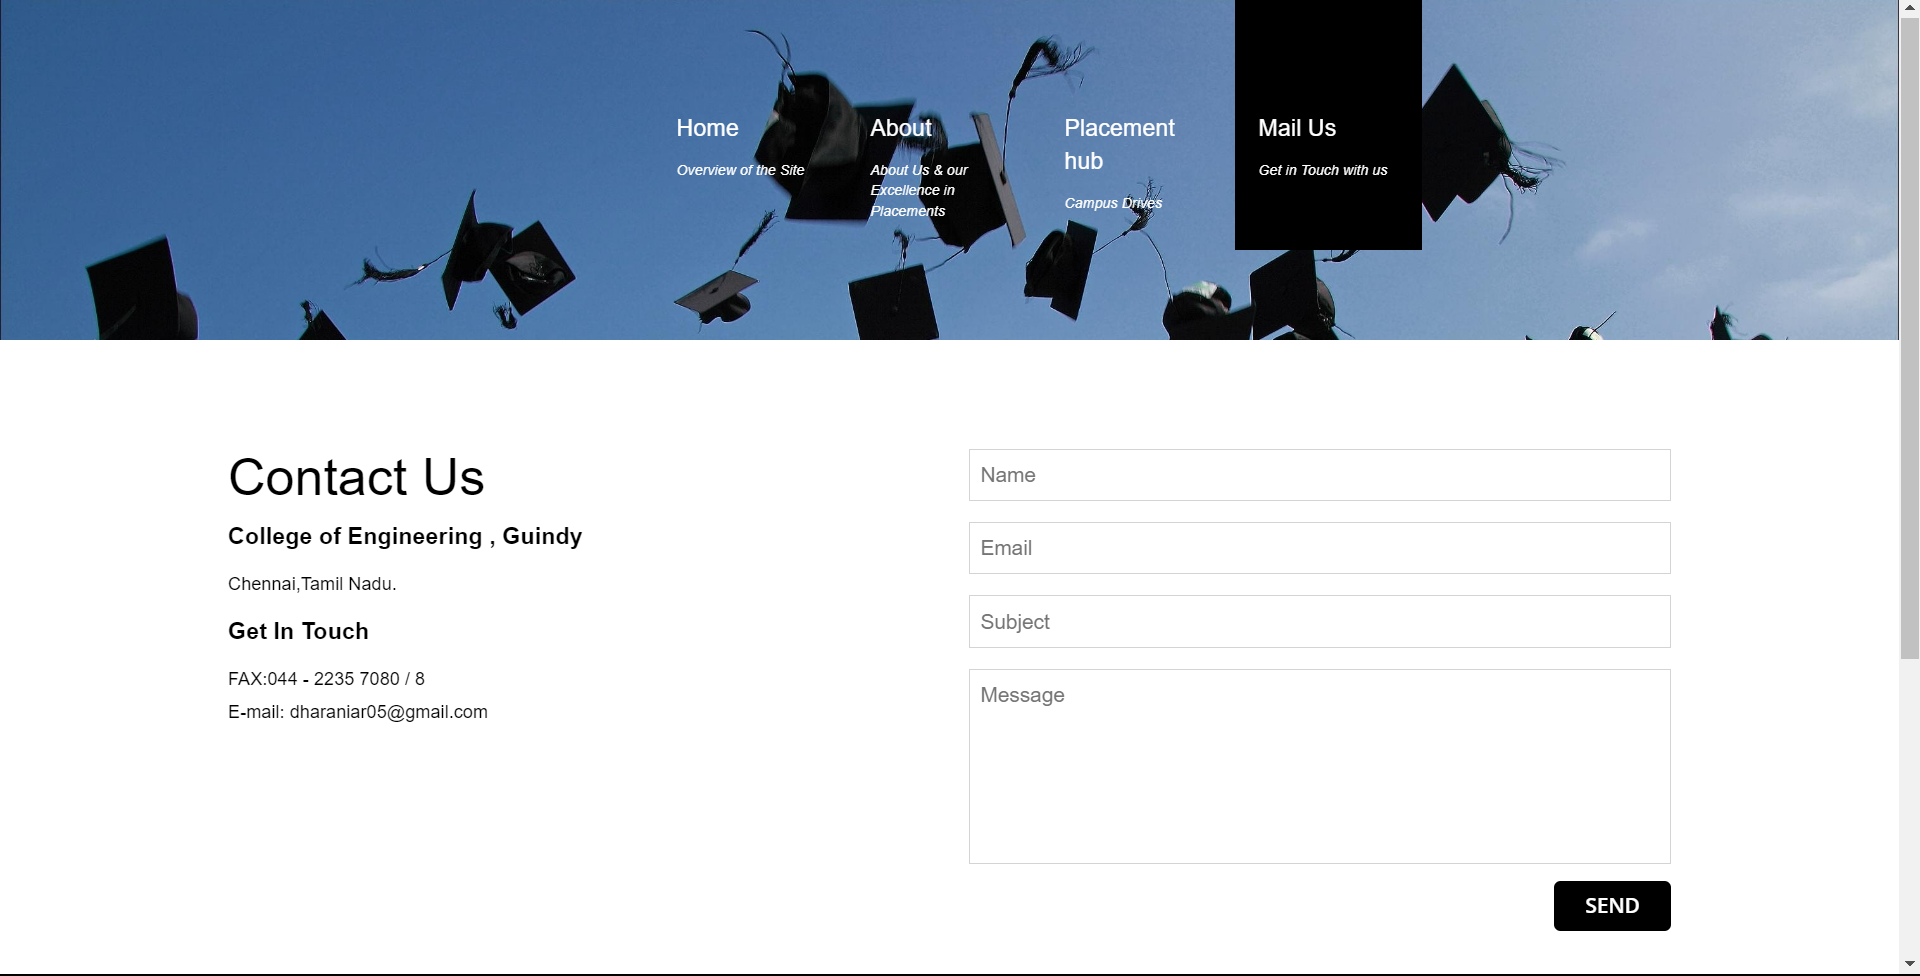 Home
Overview of the Site
About
About Us & our
Excellence in
Placements
Placement
hub
Campus Drives
Mail Us
Get in Touch with us
Contact Us
College of Engineering , Guindy
Chennai,Tamil Nadu.
Get In Touch
FAX:044 - 2235 7080 / 8
E-mail: dharaniar05@gmail.com
Name
Email
Subject
Message
SEND